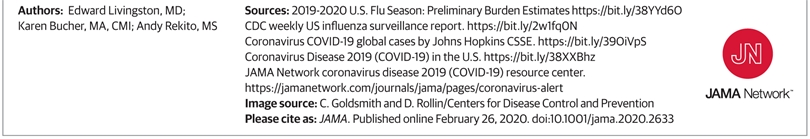 Authors: Edward Livingston, MD;
Karen Bucher, MA, CMI; Andy Rekito, MS
Sources: 2019-2020 U.S. Flu Season: Preliminary Burden Estimates https://bit.ly/38YYd6O
CDC weekly US influenza surveillance report. https://bit.ly/2w1fqON
Coronavirus COVID-19 global cases by Johns Hopkins CSSE. https://bit.ly/39OiVpS
Coronavirus Disease 2019 (COVID-19) in the U.S. https://bit.ly/38XXBhz
JAMA Network coronavirus disease 2019 (COVID-19) resource center.
https://jamanetwork.com/journals/jama/pages/coronavirus-alert
Image source: C. Goldsmith and D. Rollin/Centers for Disease Control and Prevention
Please cite as: JAMA. Published online February 26, 2020. doi:10.1001/jama.2020.2633
JN
JAMA Network™